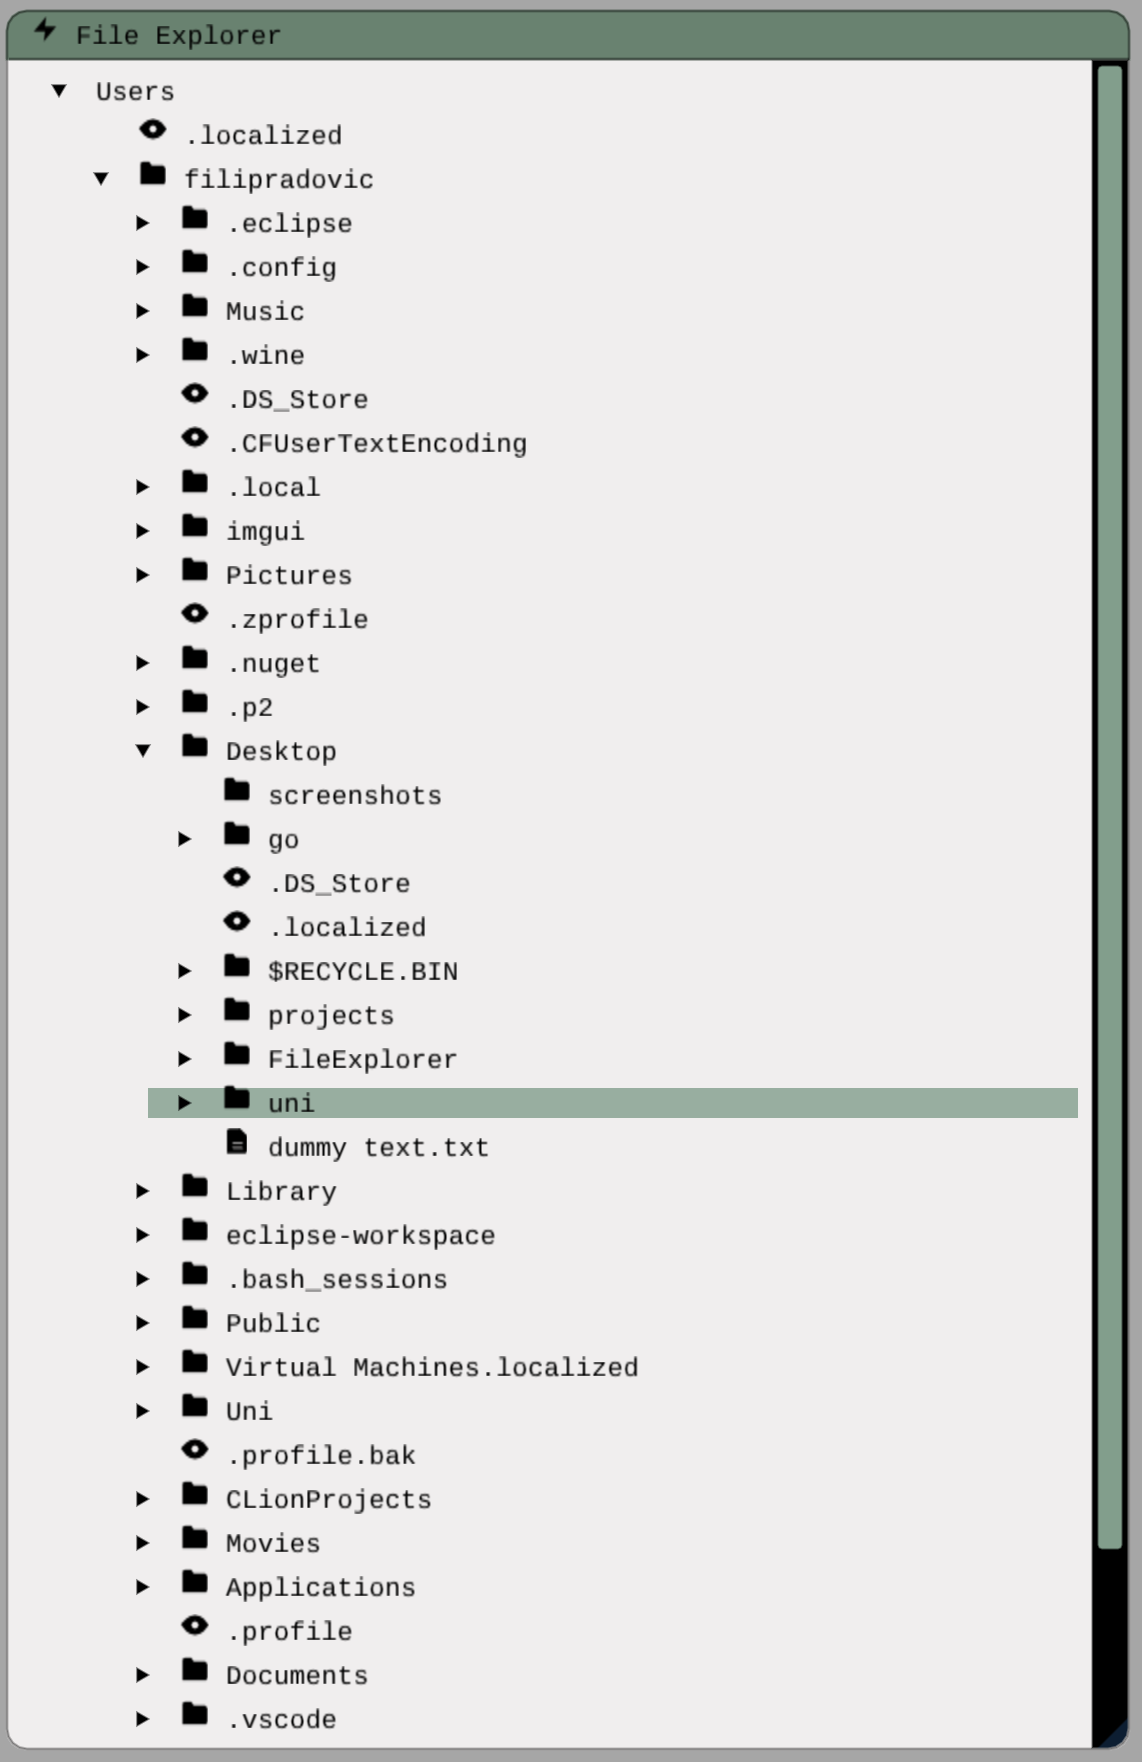 File Explorer
Users
.localized
filipradovic
.eclipse
.config
Music
.wine
.DS_Store
.CFUserTextEncoding
.local
imgui
Pictures
.zprofile
.nuget
.p2
Desktop
screenshots
go
.DS_Store
.localized
$RECYCLE.BIN
projects
FileExplorer
uni
dummy text.txt
Library
eclipse-workspace
.bash_sessions
Public
Virtual Machines.localized
Uni
.profile.bak
CLionProjects
Movies
Applications
.profile
Documents
.vscode